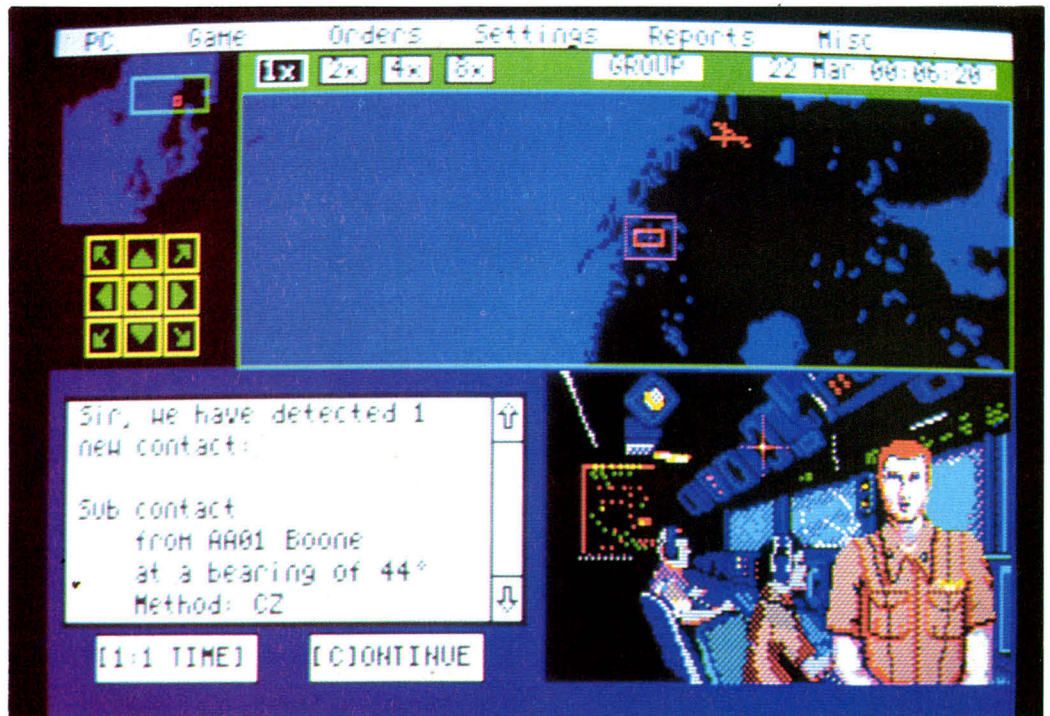 PC Game Orders Settings Reports Misc
1x 2x 4x 8x GROUP 22 Mar 00:06:20
Sir, we have detected 1
new contact:
Sub contact
from AA01 Boone
at a bearing of 44°
Method: CZ
[1:1 TIME] [C]ONTINUE